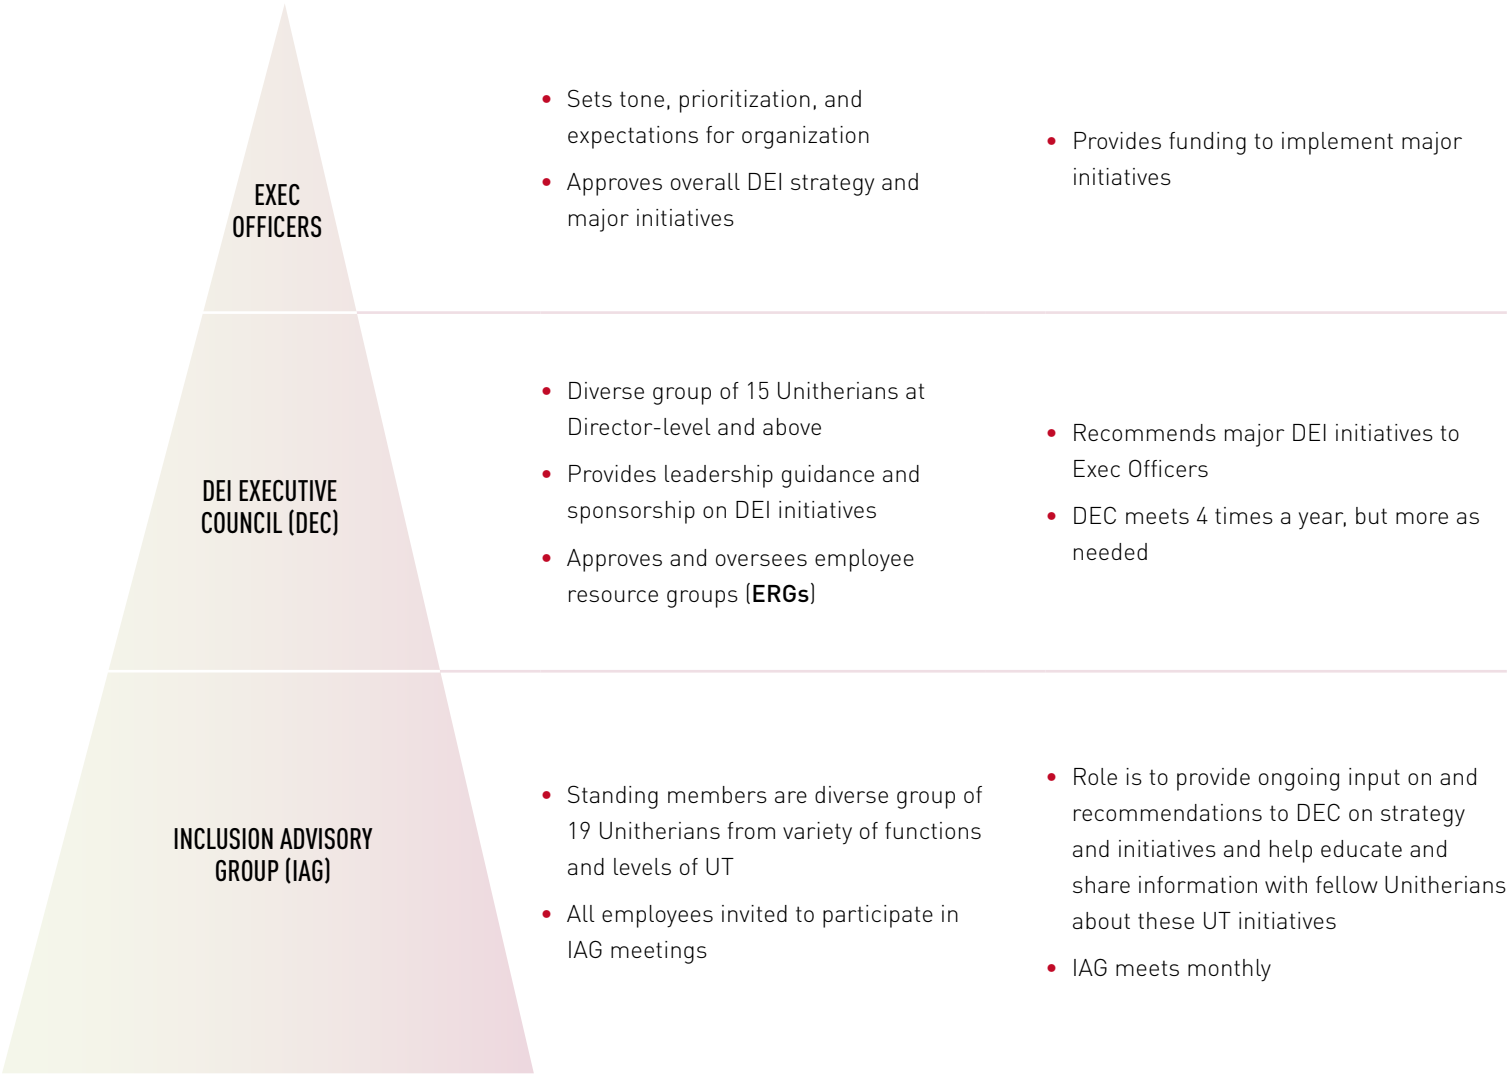 EXEC
OFFICERS
• Sets tone, prioritization, and
expectations for organization
• Approves overall DEI strategy and
major initiatives
• Provides funding to implement major
initiatives
DEI EXECUTIVE
COUNCIL (DEC)
• Diverse group of 15 Unitherians at
Director-level and above
• Provides leadership guidance and
sponsorship on DEI initiatives
• Approves and oversees employee
resource groups (ERGs)
• Recommends major DEI initiatives to
Exec Officers
• DEC meets 4 times a year, but more as
needed
INCLUSION ADVISORY
GROUP (IAG)
• Standing members are diverse group of
19 Unitherians from variety of functions
and levels of UT
• All employees invited to participate in
IAG meetings
• Role is to provide ongoing input on and
recommendations to DEC on strategy
and initiatives and help educate and
share information with fellow Unitherians
about these UT initiatives
• IAG meets monthly